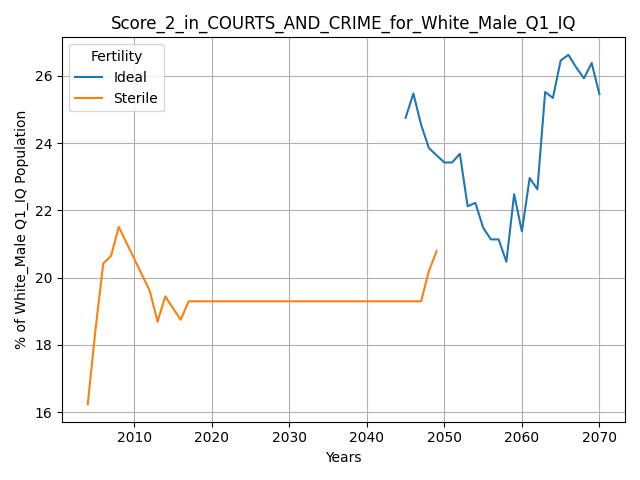 Score_2_in_COURTS_AND_CRIME_for_White_Male_Q1_IQ
Fertility
Ideal
Sterile
% of White_Male Q1_IQ Population
26
24
22
20
18
16
2010
2020
2030
2040
2050
2060
2070
Years